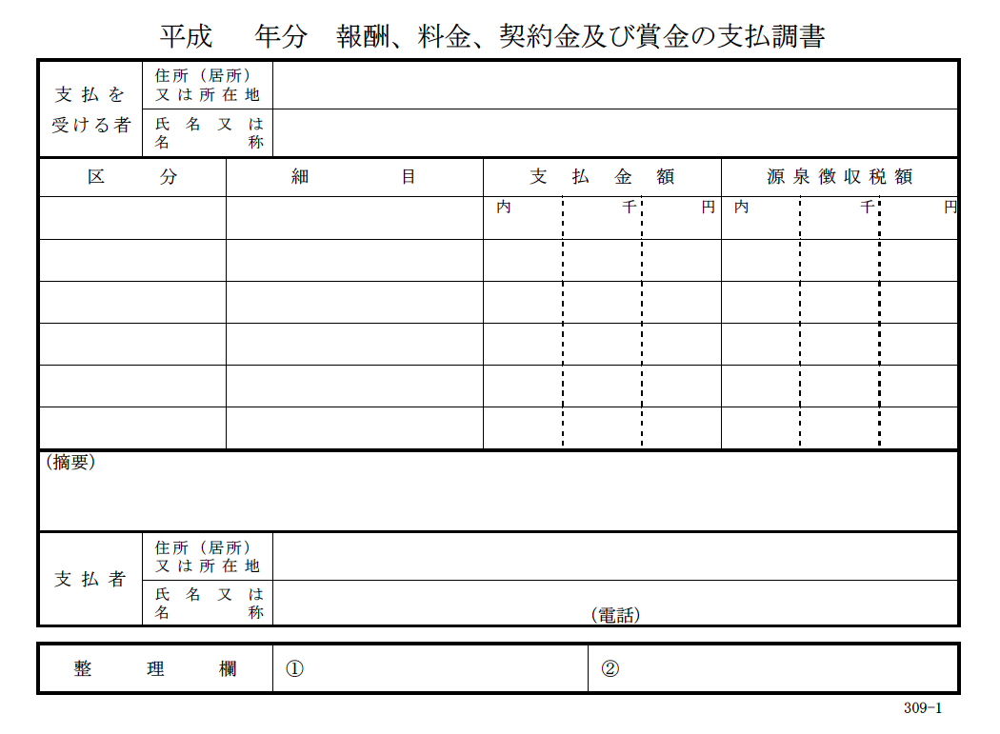 平成 年分 報酬、料金、契約金及び賞金の支払調書
支払を
受ける者
住所（居所）
又は所在地
氏名又は
名称
区分 細目 支払金額 源泉徴収税額
内 千 円 内 千 円
(摘要)
支払者
住所（居所）
又は所在地
氏名又は
名称
(電話)
整理欄 ① ②
309-1